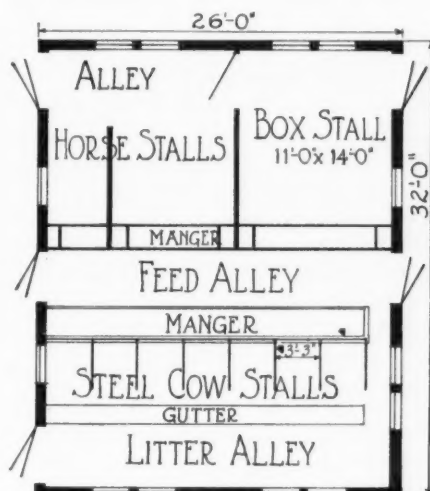 26'-0"
ALLEY
HORSE STALLS
BOX STALL
11'-0" x 14'-0"
32'-0"
MANGER
FEED ALLEY
MANGER
3'-3"
STEEL COW STALLS
GUTTER
LITTER ALLEY